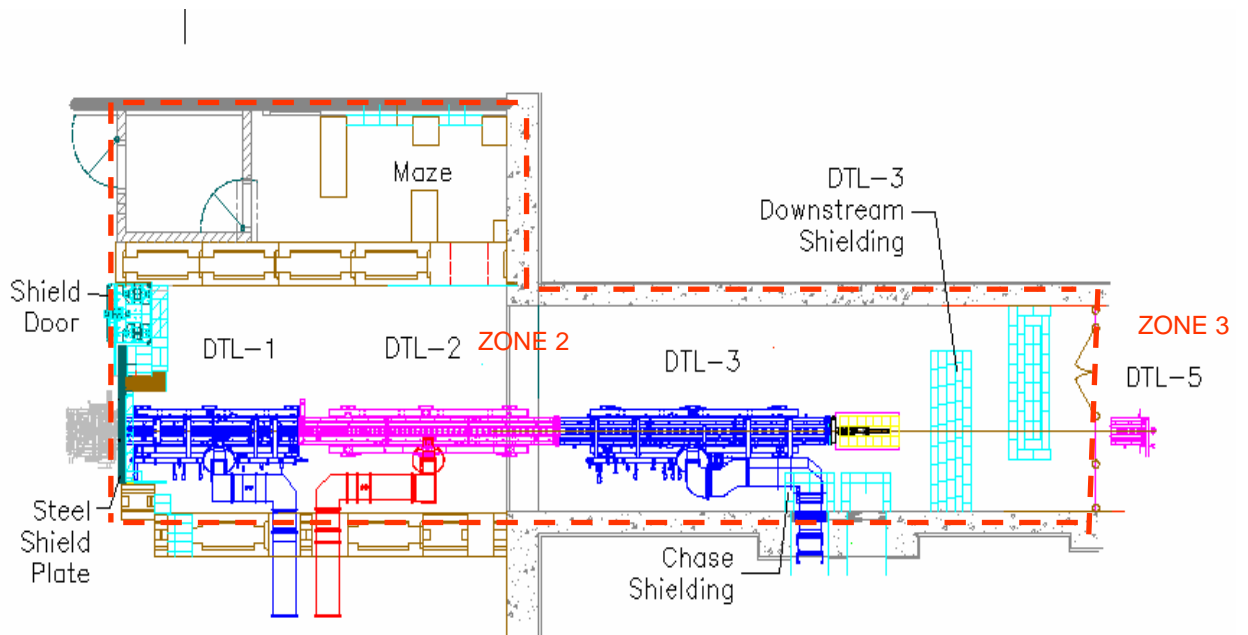 Maze
DTL-3
Downstream
Shielding
Shield
Door
DTL-1
DTL-2
ZONE 2
DTL-3
ZONE 3
DTL-5
Steel
Shield
Plate
Chase
Shielding